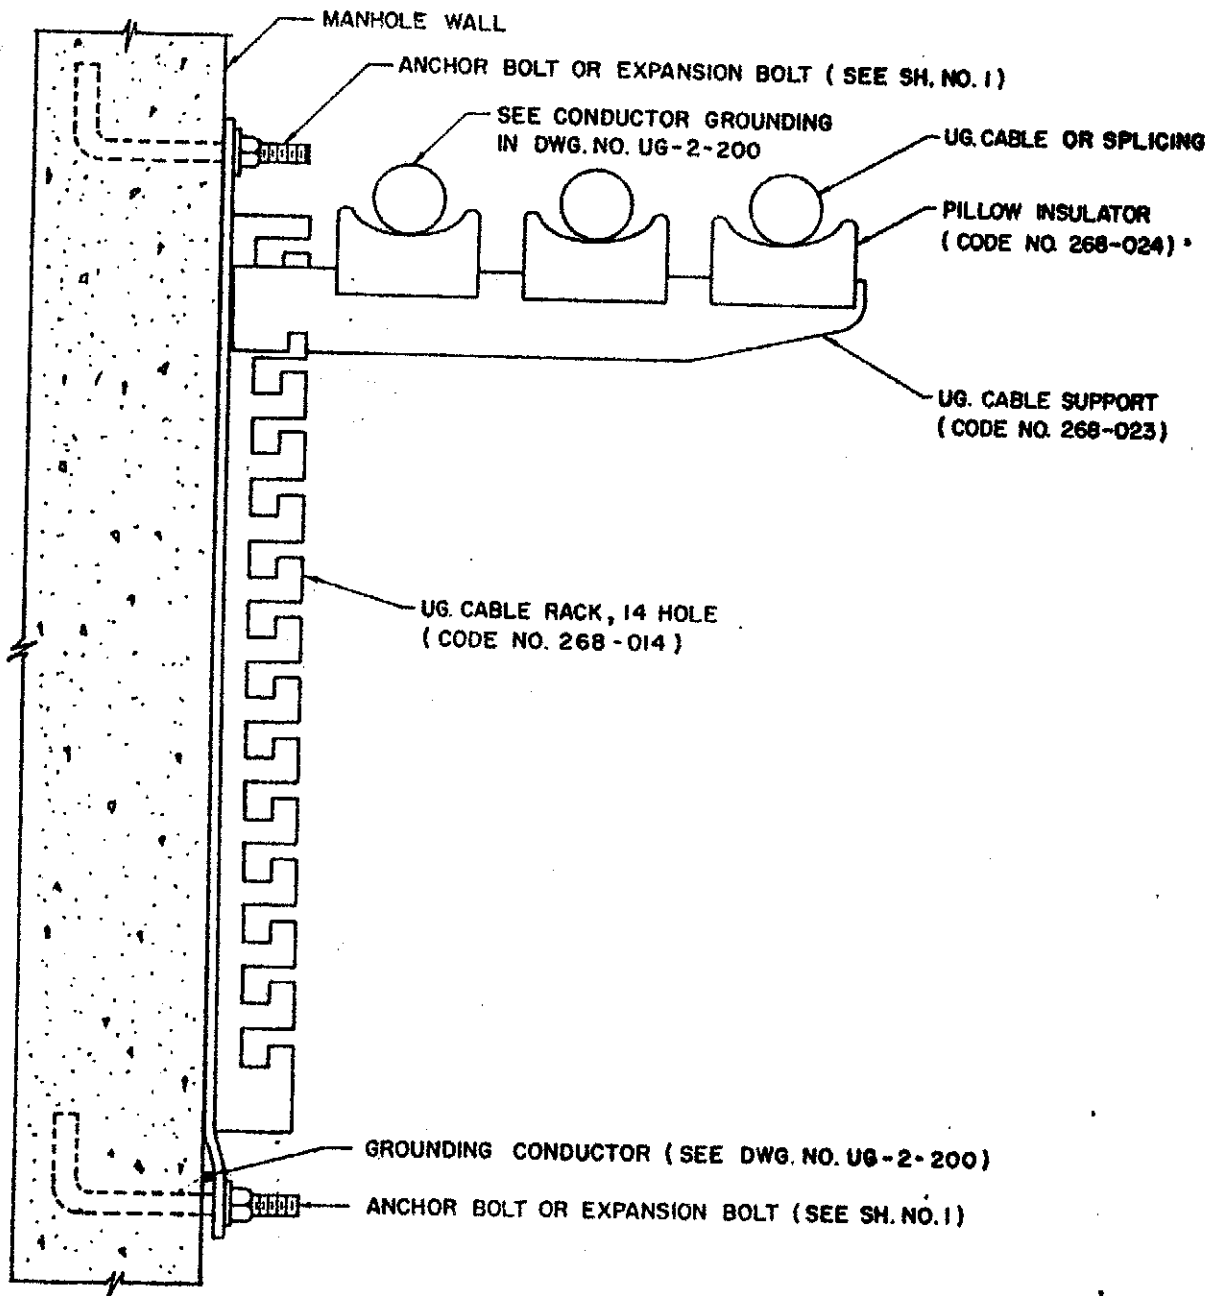 MANHOLE WALL
ANCHOR BOLT OR EXPANSION BOLT ( SEE SH. NO. 1 )
SEE CONDUCTOR GROUNDING
IN DWG. NO. UG-2-200
UG. CABLE OR SPLICING
PILLOW INSULATOR
( CODE NO. 268-024 )
UG. CABLE SUPPORT
( CODE NO. 268-023 )
UG. CABLE RACK, 14 HOLE
( CODE NO. 268-014 )
GROUNDING CONDUCTOR ( SEE DWG. NO. UG-2-200 )
ANCHOR BOLT OR EXPANSION BOLT ( SEE SH. NO. 1 )